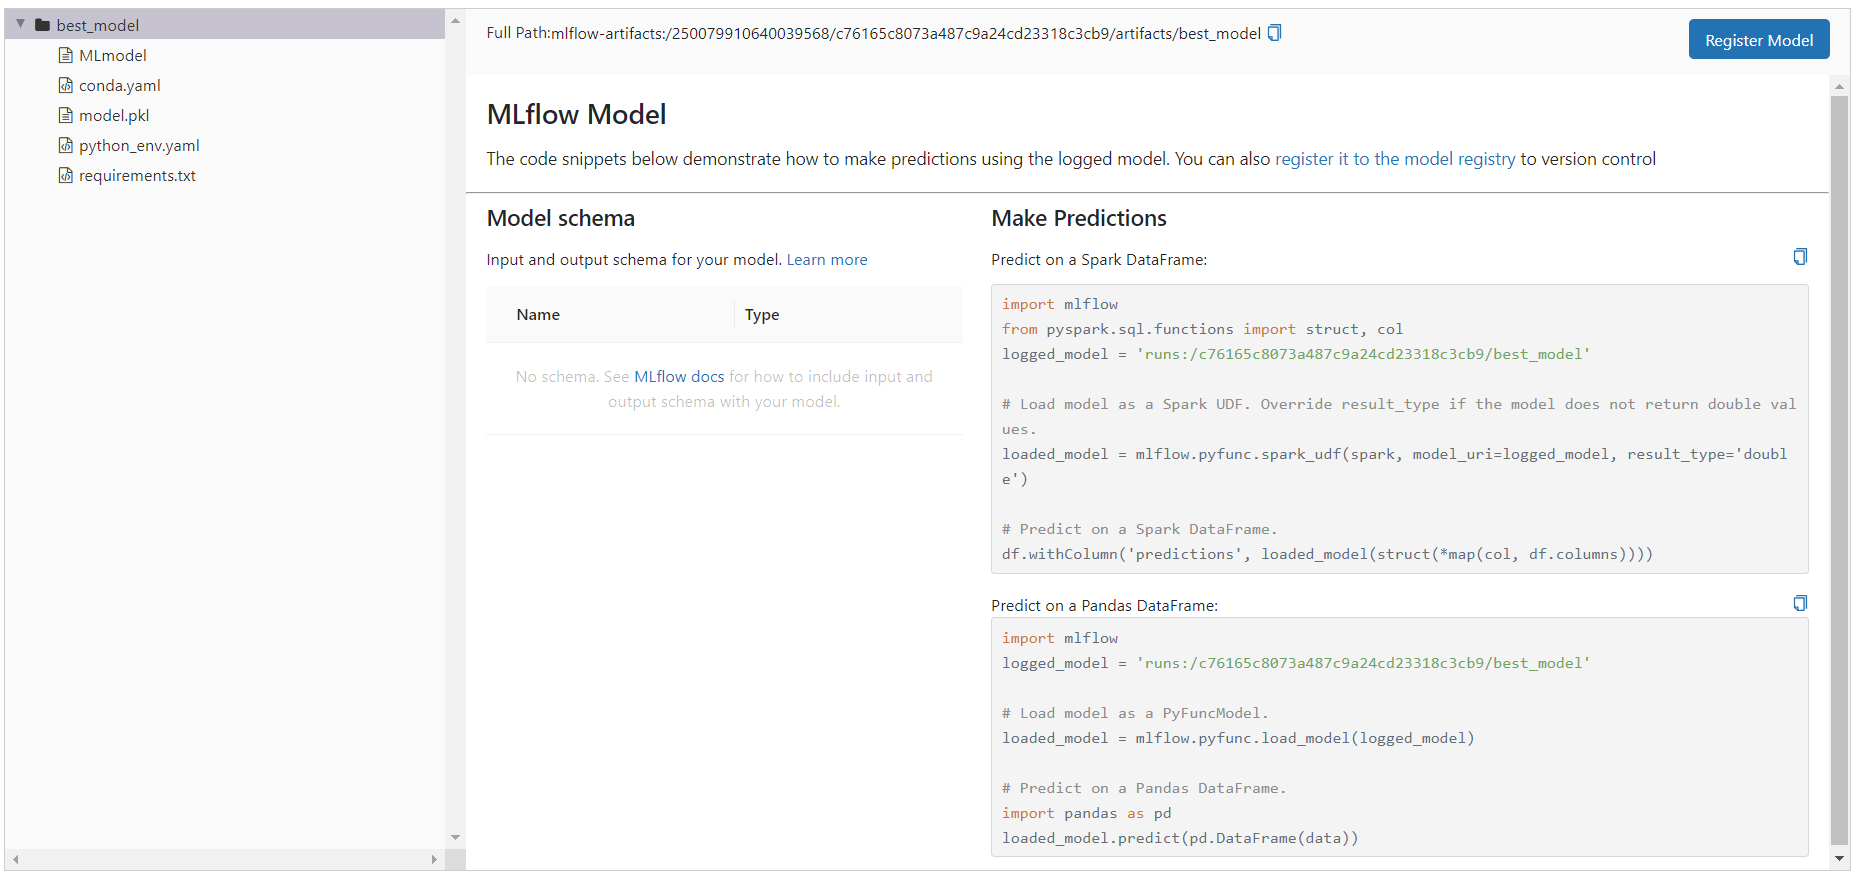 best_model
MLmodel
conda.yaml
model.pkl
python_env.yaml
requirements.txt
Full Path:mlflow-artifacts:/250079910640039568/c76165c8073a487c9a24cd23318c3cb9/artifacts/best_model
Register Model
MLflow Model
The code snippets below demonstrate how to make predictions using the logged model. You can also register it to the model registry to version control
Model schema
Input and output schema for your model. Learn more
Name Type
No schema. See MLflow docs for how to include input and
output schema with your model.
Make Predictions
Predict on a Spark DataFrame:
import mlflow
from pyspark.sql.functions import struct, col
logged_model = 'runs:/c76165c8073a487c9a24cd23318c3cb9/best_model'
# Load model as a Spark UDF. Override result_type if the model does not return double val
ues.
loaded_model = mlflow.pyfunc.spark_udf(spark, model_uri=logged_model, result_type='doubl
e')
# Predict on a Spark DataFrame.
df.withColumn('predictions', loaded_model(struct(*map(col, df.columns))))
Predict on a Pandas DataFrame:
import mlflow
logged_model = 'runs:/c76165c8073a487c9a24cd23318c3cb9/best_model'
# Load model as a PyFuncModel.
loaded_model = mlflow.pyfunc.load_model(logged_model)
# Predict on a Pandas DataFrame.
import pandas as pd
loaded_model.predict(pd.DataFrame(data))